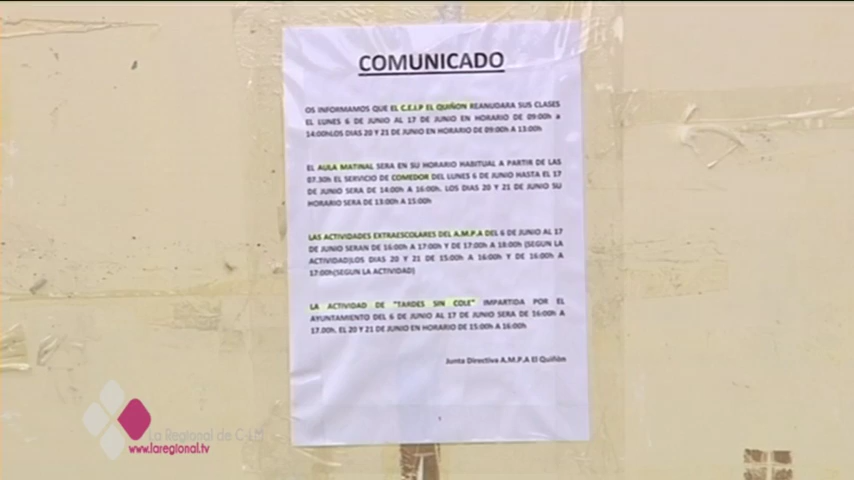 COMUNICADO
OS INFORMAMOS QUE EL C.E.I.P EL QUIÑON REANUDARA SUS CLASES
EL LUNES 6 DE JUNIO AL 17 DE JUNIO EN HORARIO DE 09:00h a
14:00hLOS DIAS 20 Y 21 DE JUNIO EN HORARIO DE 09:00h A 13:00h
EL AULA MATINAL SERA EN SU HORARIO HABITUAL A PARTIR DE LAS
07.30h EL SERVICIO DE COMEDOR DEL LUNES 6 DE JUNIO HASTA EL 17
DE JUNIO SERA DE 14:00h A 16:00h. LOS DIAS 20 Y 21 DE JUNIO SU
HORARIO SERA DE 13:00h A 15:00h
LAS ACTIVIDADES EXTRAESCOLARES DEL A.M.P.A DEL 6 DE JUNIO AL 17
DE JUNIO SERAN DE 16:00h A 17:00h Y DE 17:00h A 18:00h (SEGUN LA
ACTIVIDAD)LOS DIAS 20 Y 21 DE 15:00h A 16:00h Y DE 16:00h A
17:00h(SEGUN LA ACTIVIDAD)
LA ACTIVIDAD DE "TARDES SIN COLE" IMPARTIDA POR EL
AYUNTAMIENTO DEL 6 DE JUNIO AL 17 DE JUNIO SERA DE 16:00h A
17.00h. EL 20 Y 21 DE JUNIO EN HORARIO DE 15:00h A 16:00h
Junta Directiva A.M.P.A El Quiñón
La Regional de C-LM
www.laregional.tv